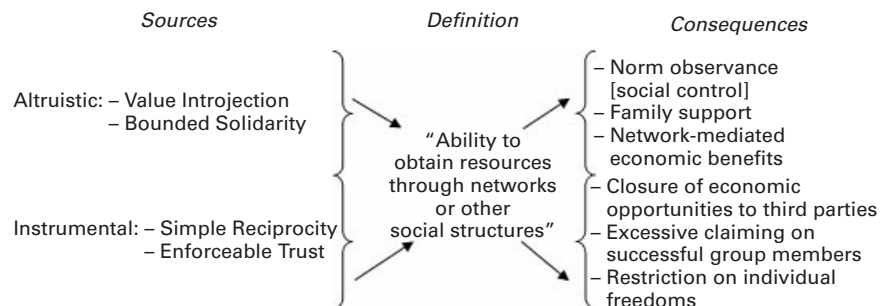 Sources
Definition
Consequences
Altruistic: – Value Introjection
– Bounded Solidarity
Instrumental: – Simple Reciprocity
– Enforceable Trust
“Ability to
obtain resources
through networks
or other
social structures”
– Norm observance
[social control]
– Family support
– Network-mediated
economic benefits
– Closure of economic
opportunities to third parties
– Excessive claiming on
successful group members
– Restriction on individual
freedoms